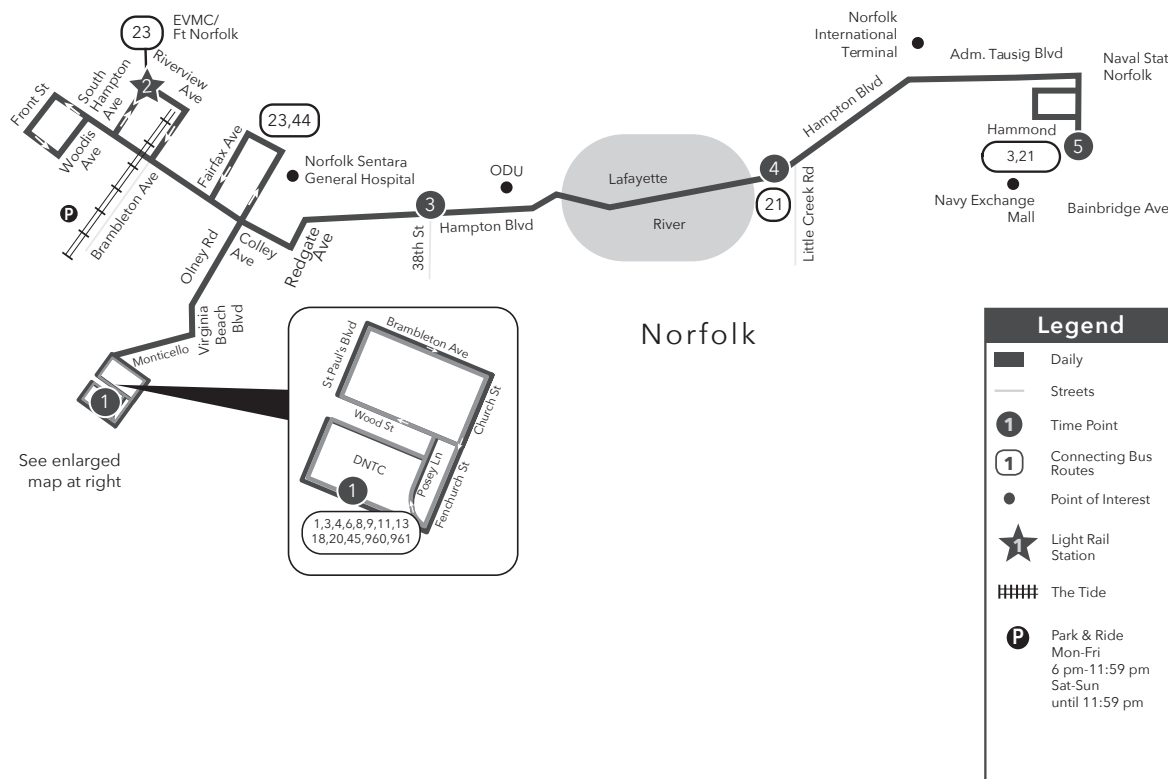 23
EVMC/
Ft Norfolk
Riverview
Ave
2
South
Hampton
Ave
Front St
Woodis
Ave
P
Brambleton Ave
Fairfax Ave
23,44
Norfolk Sentara
General Hospital
Olney Rd
Colley
Ave
Redgate
Ave
Virginia
Beach
Blvd
Monticello
1
See enlarged
map at right
3
38th St
ODU
Hampton Blvd
Lafayette
River
4
21
Little Creek Rd
Hampton Blvd
Norfolk
International
Terminal
Adm. Tausig Blvd
Naval Stat
Norfolk
Hammond
5
3,21
Navy Exchange
Mall
Bainbridge Ave
Norfolk
Brambleton Ave
St Paul's Blvd
Church St
Wood St
DNTC
Posey Ln
Fenchurch St
1
1,3,4,6,8,9,11,13
18,20,45,960,961
Legend
Daily
Streets
1 Time Point
1 Connecting Bus
Routes
Point of Interest
1 Light Rail
Station
The Tide
P Park & Ride
Mon-Fri
6 pm-11:59 pm
Sat-Sun
until 11:59 pm